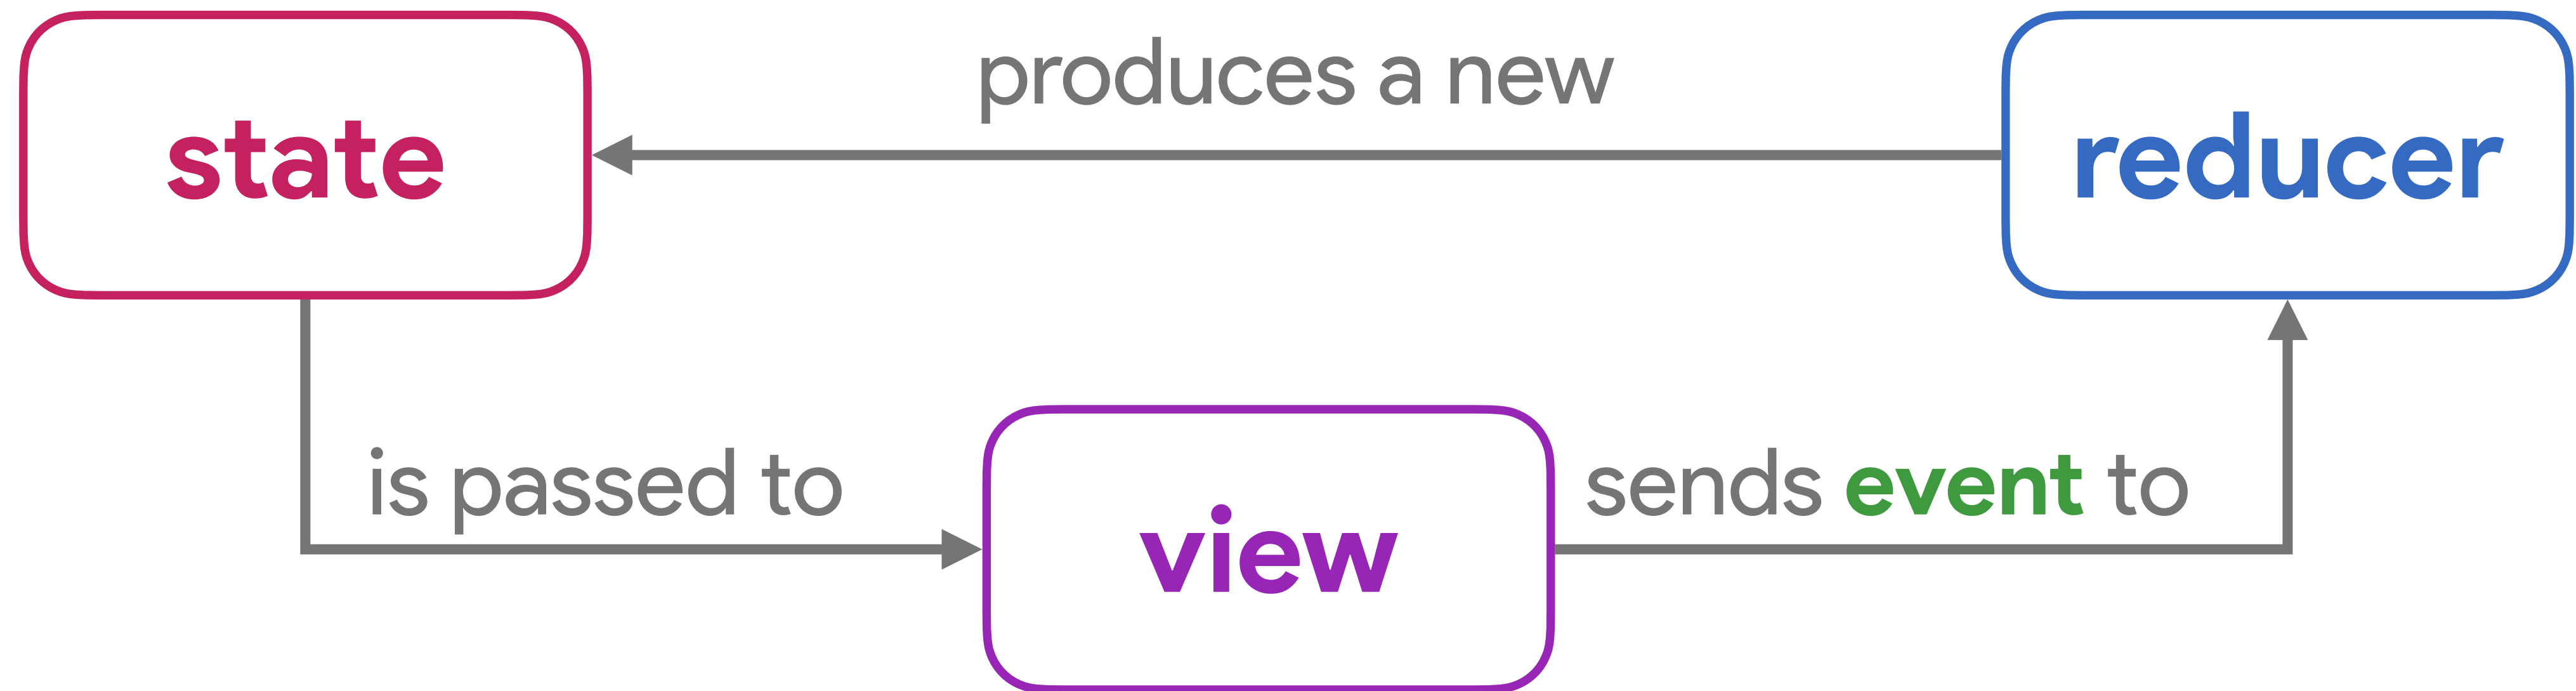 produces a new
state
reducer
is passed to
sends event to
view